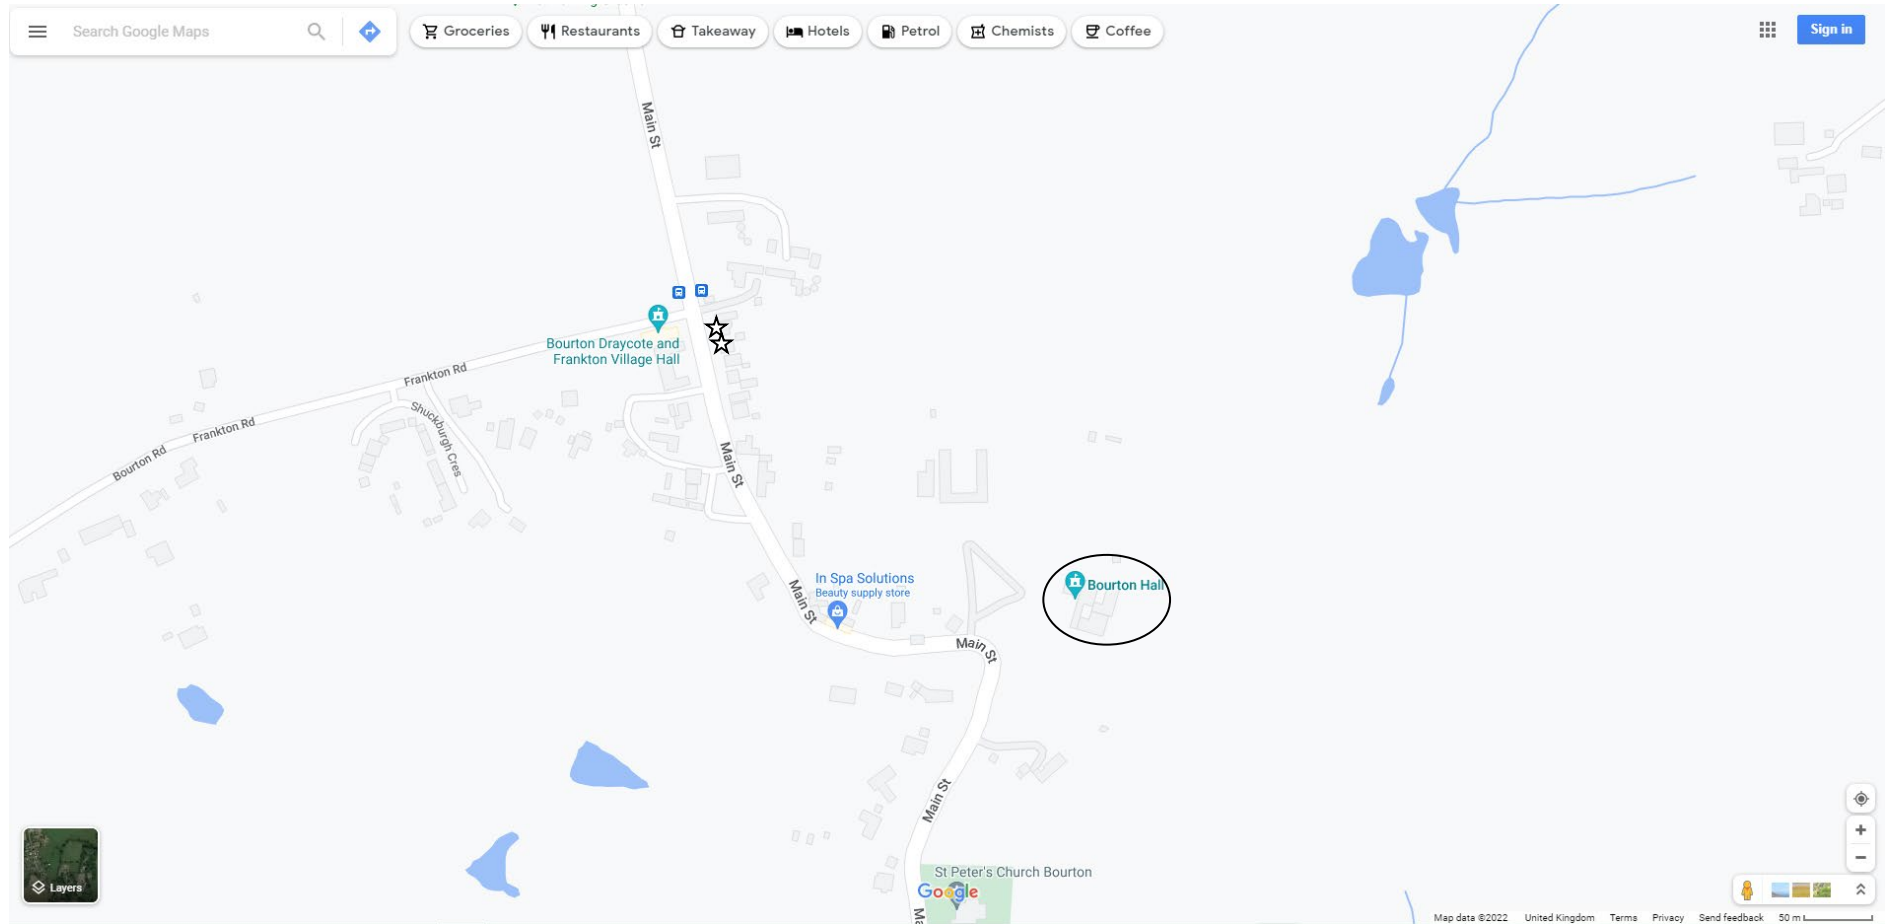 Search Google Maps
Groceries
Restaurants
Takeaway
Hotels
Petrol
Chemists
Coffee
Sign in
Main St
Bourton Draycote and
Frankton Village Hall
Frankton Rd
Shuckburgh Cres
Frankton Rd
Bourton Rd
Main St
In Spa Solutions
Beauty supply store
Main St
Bourton Hall
Main St
Main St
St Peter's Church Bourton
Google
Layers
Map data ©2022 United Kingdom Terms Privacy Send feedback 50 m